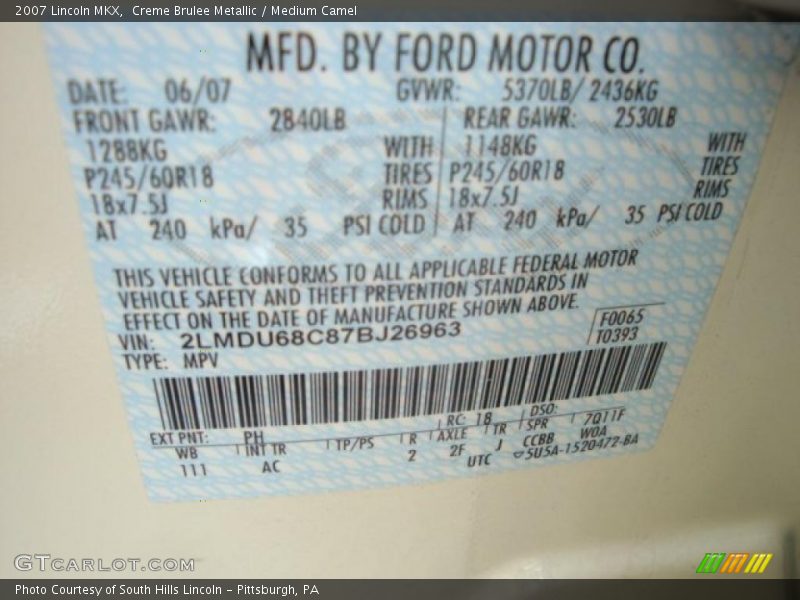 2007 Lincoln MKX, Creme Brulee Metallic / Medium Camel
MFD. BY FORD MOTOR CO.
DATE: 06/07 GVWR: 5370LB/ 2436KG
FRONT GAWR: 2840LB REAR GAWR: 2530LB
1288KG WITH 1148KG WITH
P245/60R18 TIRES P245/60R18 TIRES
18x7.5J RIMS 18x7.5J RIMS
AT 240 kPa/ 35 PSI COLD AT 240 kPa/ 35 PSI COLD
THIS VEHICLE CONFORMS TO ALL APPLICABLE FEDERAL MOTOR
VEHICLE SAFETY AND THEFT PREVENTION STANDARDS IN
EFFECT ON THE DATE OF MANUFACTURE SHOWN ABOVE.
F0065
VIN: 2LMDU68C87BJ26963 T0393
TYPE: MPV
EXT PNT: PH RC: 18 DSO:
WB INT TR TP/PS R AXLE TR SPR 7Q11F
111 AC 2 2F J CCBB WOA
UTC 5U5A-1520472-BA
GTCARLOT.COM
Photo Courtesy of South Hills Lincoln - Pittsburgh, PA